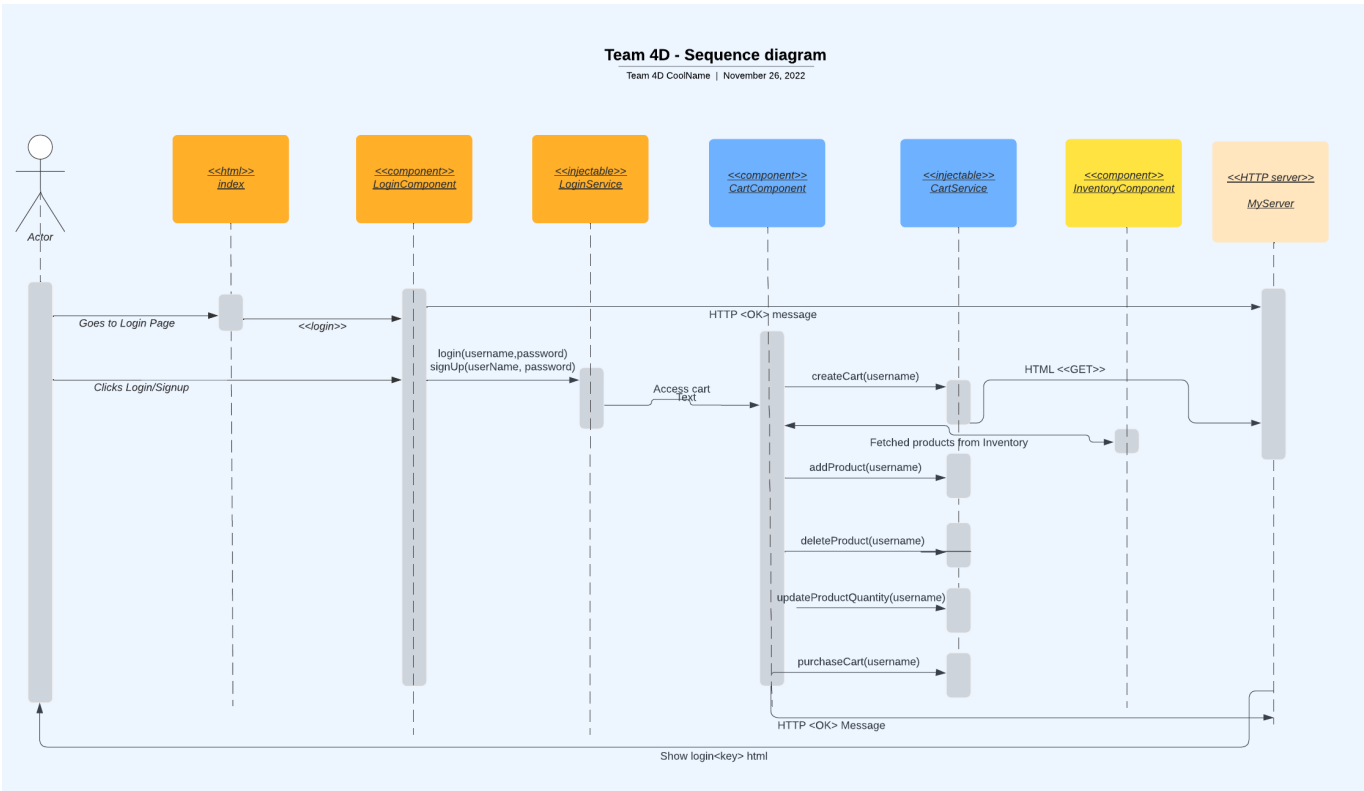 Team 4D - Sequence diagram
Team 4D CoolName | November 26, 2022
Actor
<<html>>
index
<<component>>
LoginComponent
<<injectable>>
LoginService
<<component>>
CartComponent
<<injectable>>
CartService
<<component>>
InventoryComponent
<<HTTP server>>
MyServer
Goes to Login Page
<<login>>
HTTP <OK> message
login(username,password)
signUp(userName, password)
Clicks Login/Signup
Access cart
Text
createCart(username)
HTML <<GET>>
Fetched products from Inventory
addProduct(username)
deleteProduct(username)
updateProductQuantity(username)
purchaseCart(username)
HTTP <OK> Message
Show login<key> html